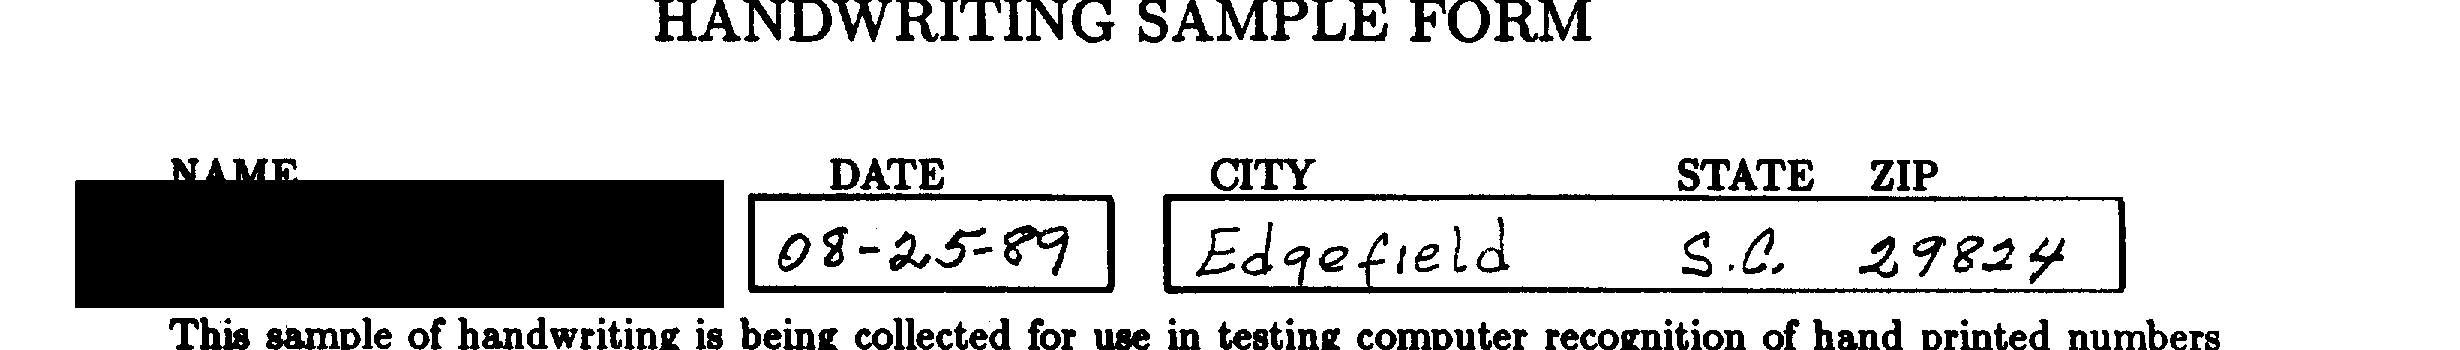 HANDWRITING SAMPLE FORM
NAME DATE CITY STATE ZIP
08-25-89 Edgefield S.C. 29824
This sample of handwriting is being collected for use in testing computer recognition of hand printed numbers